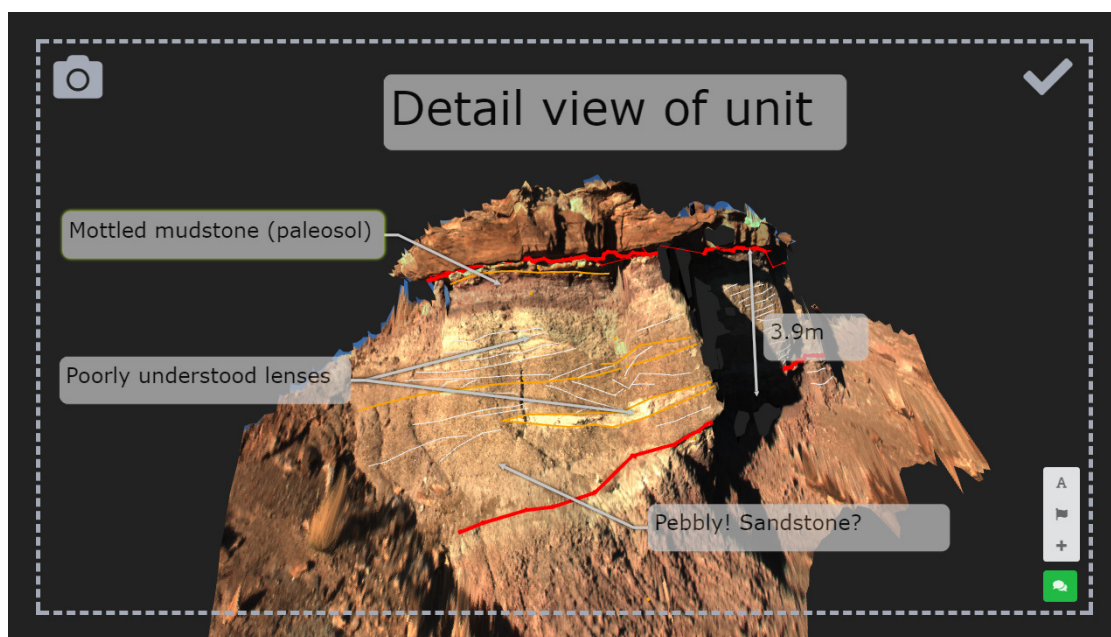 Detail view of unit
Mottled mudstone (paleosol)
3.9m
Poorly understood lenses
A
Pebbly! Sandstone?